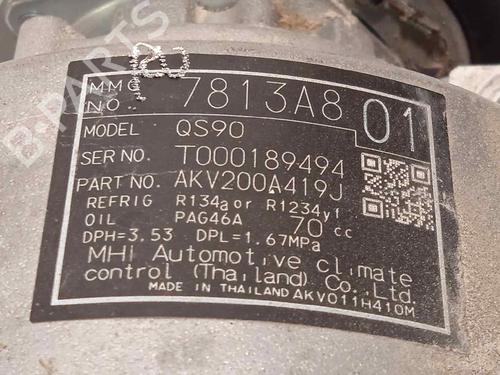 B-PARTS
MMC NO. 7813A8 01
MODEL QS90
SER NO. T000189494
PART NO. AKV200A419J
REFRIG R134a or R1234yf
OIL PAG46A 70 cc
DPH=3.53 DPL=1.67MPa
MHI Automotive climate
control (Thailand) Co., Ltd.
MADE IN THAILAND AKV011H410M